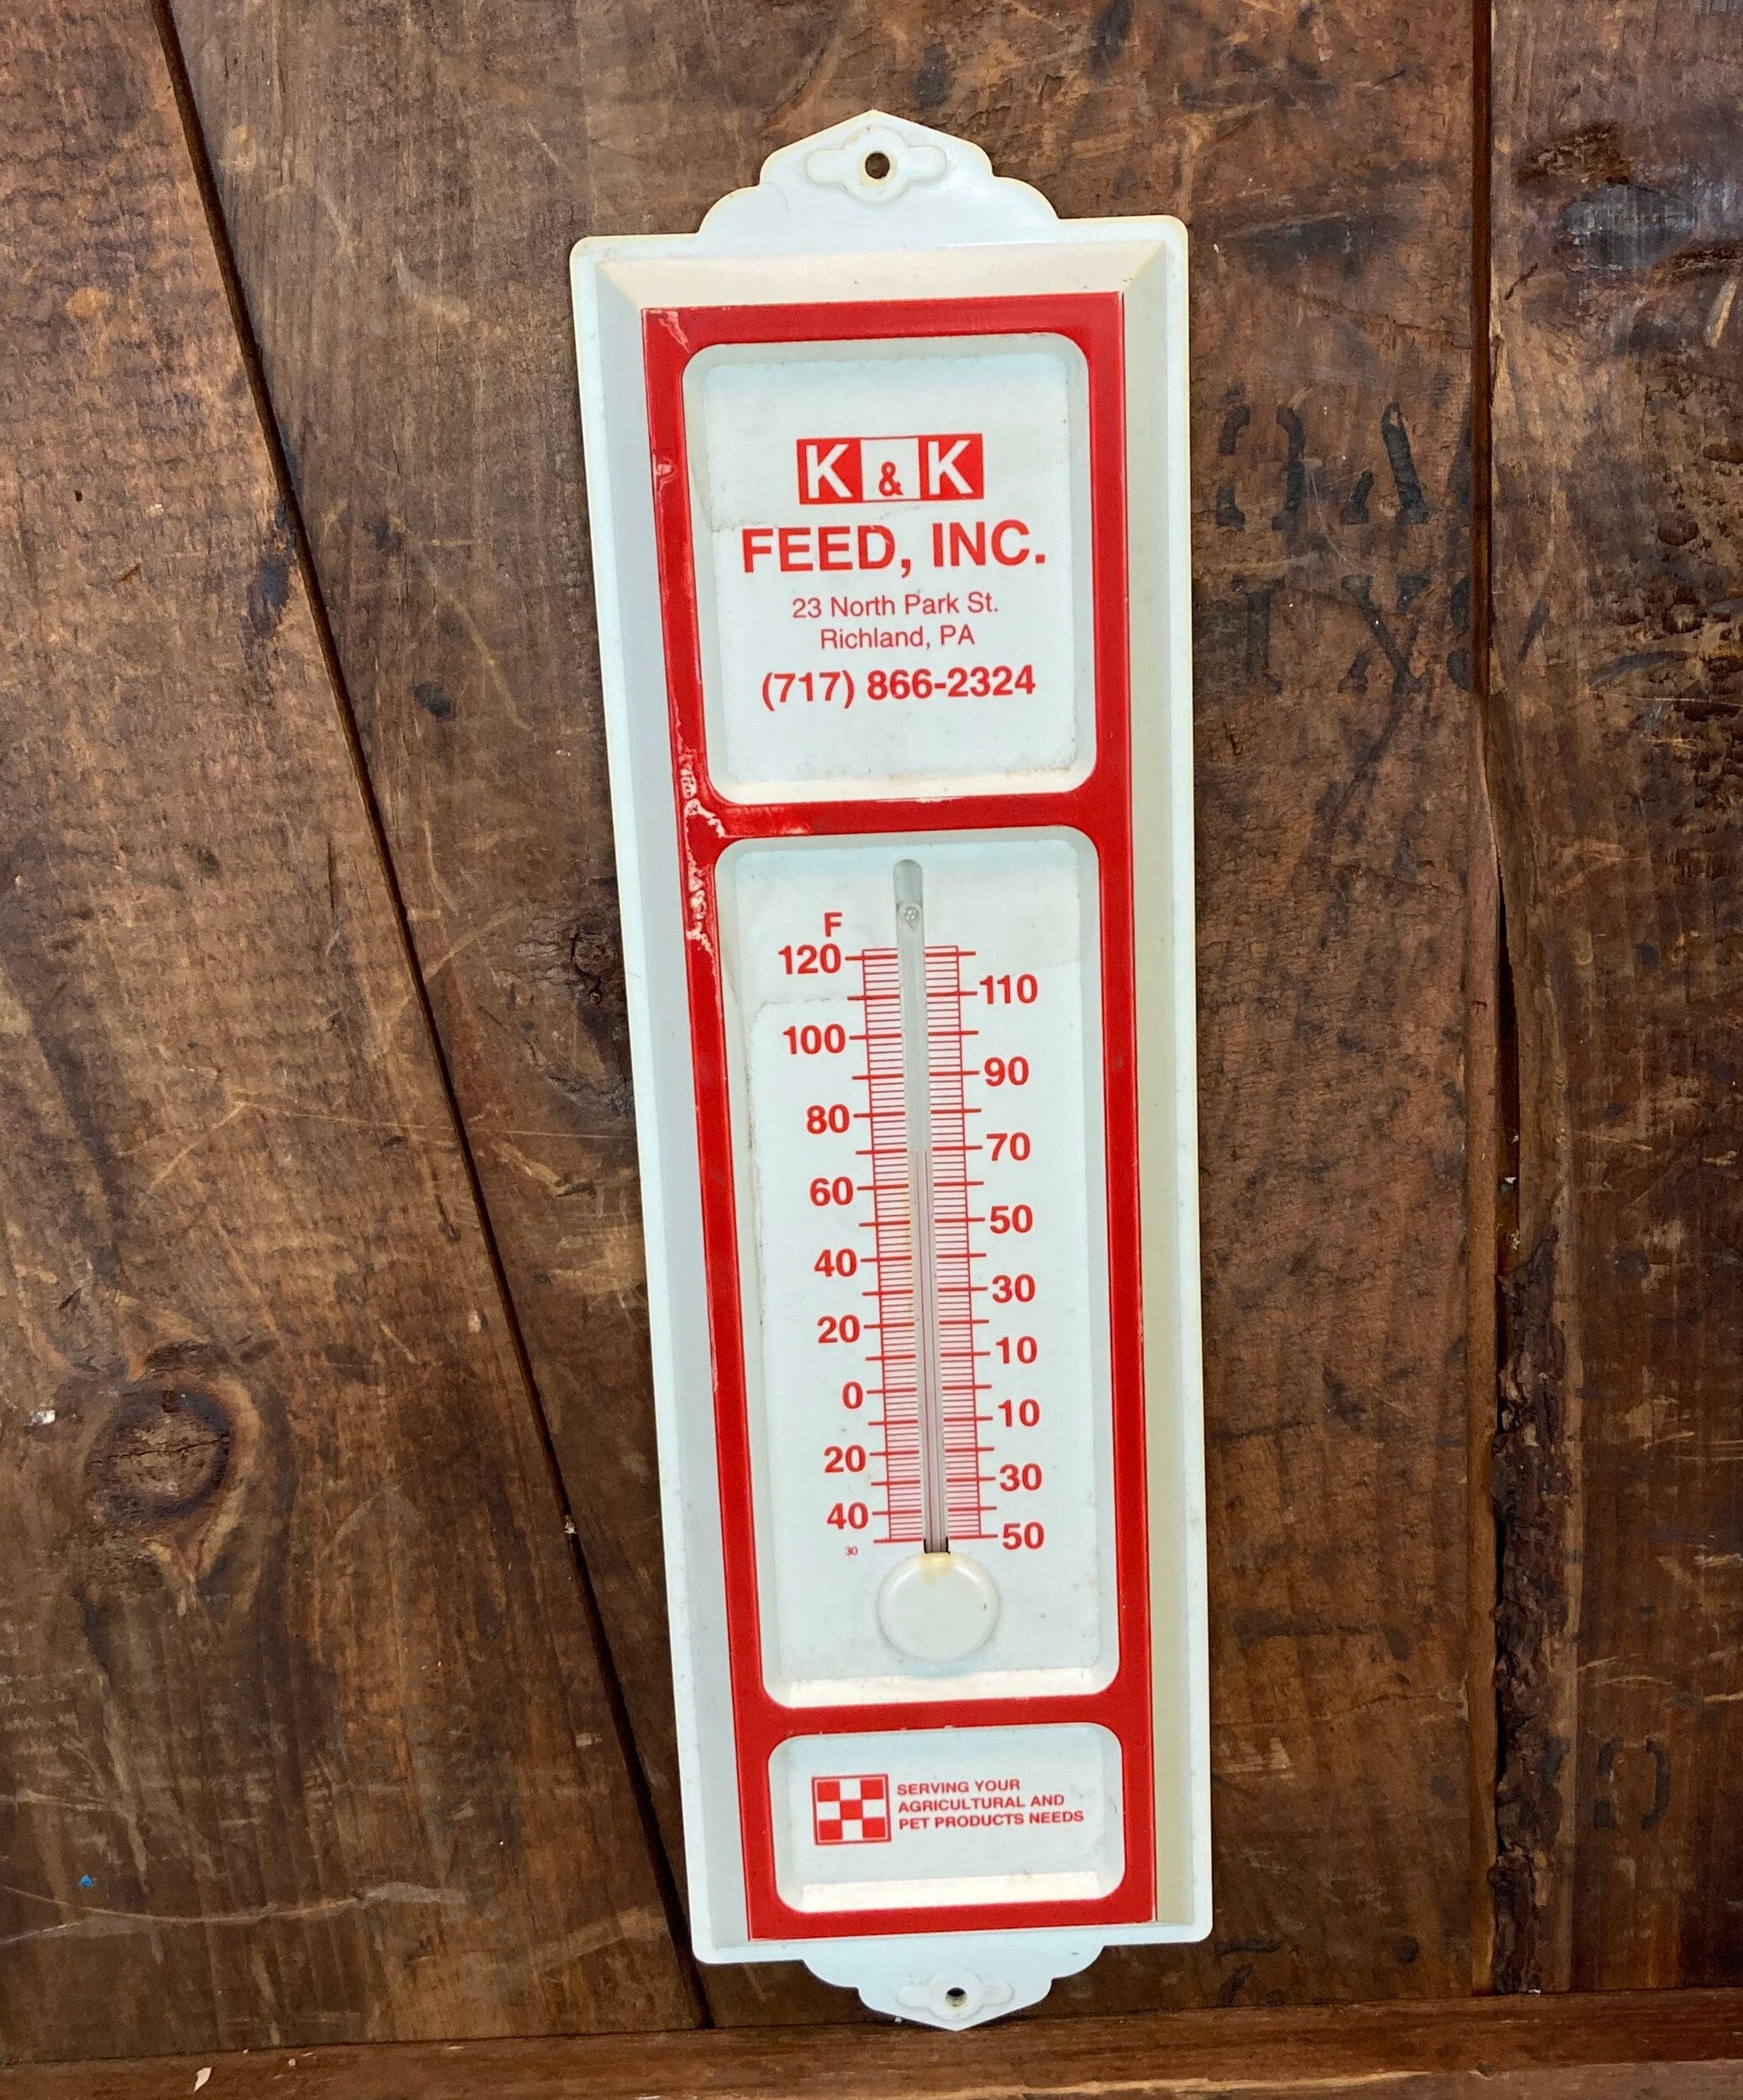 K & K
FEED, INC.
23 North Park St.
Richland, PA
(717) 866-2324
F
120
110
100
90
80
70
60
50
40
30
20
10
0
10
20
30
40
50
30
SERVING YOUR
AGRICULTURAL AND
PET PRODUCTS NEEDS